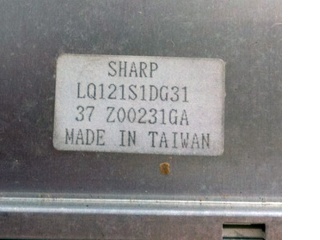 SHARP
LQ121S1DG31
37 Z00231GA
MADE IN TAIWAN